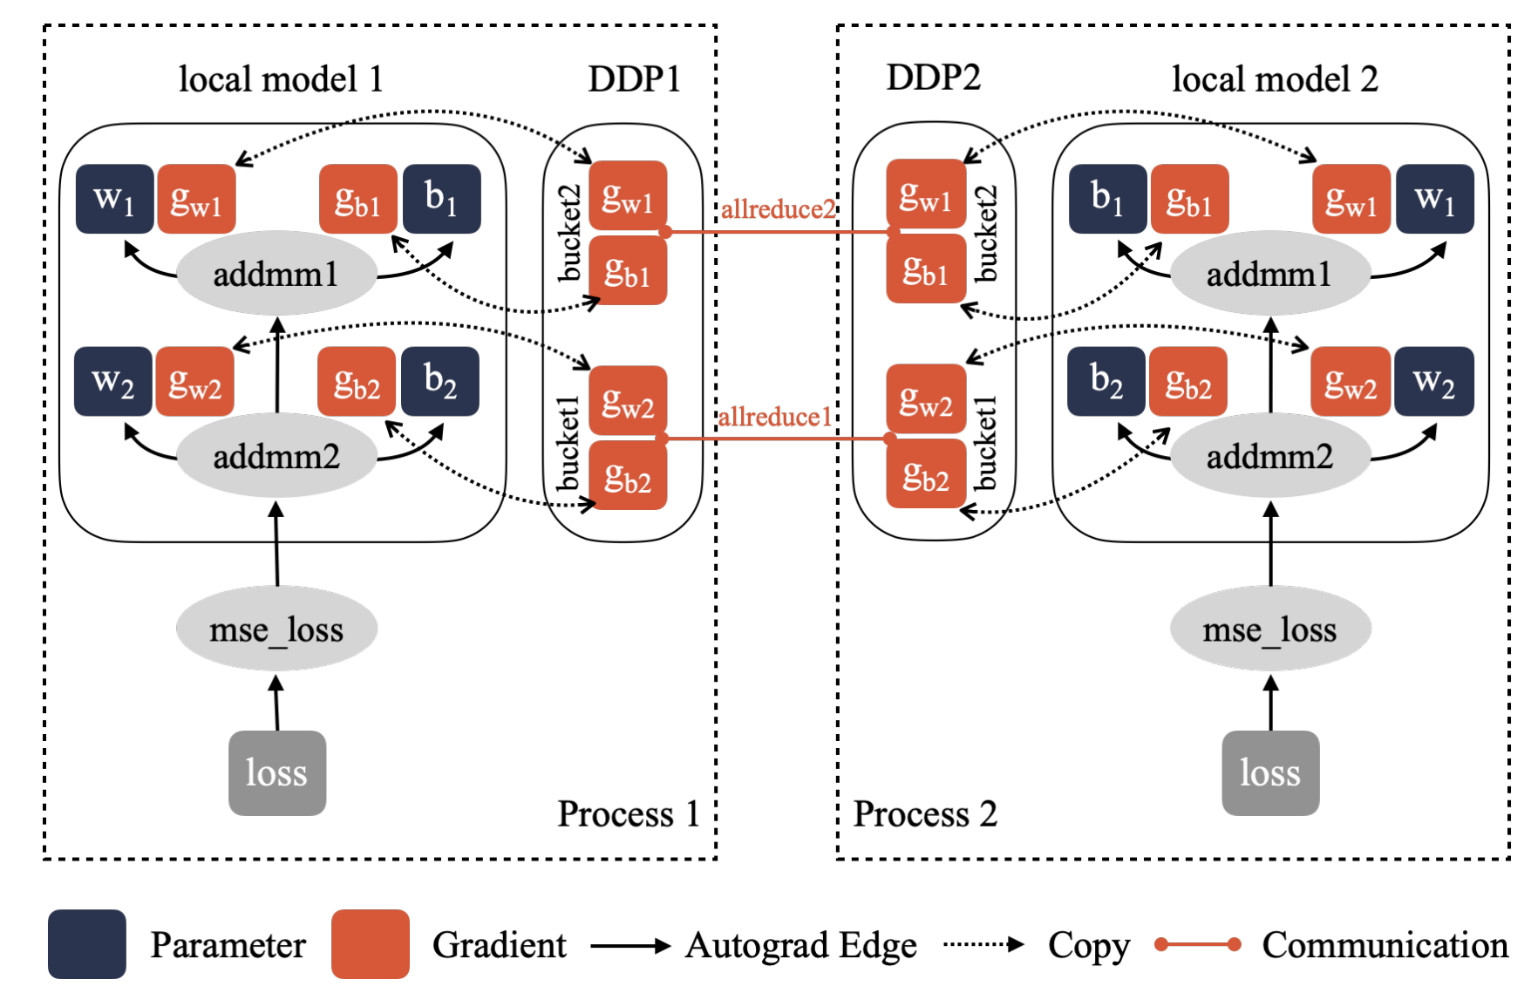 local model 1
DDP1
DDP2
local model 2
w1 gw1 gb1 b1
bucket2
gw1
gb1
allreduce2
gw1
gb1
bucket2
b1 gb1 gw1 w1
addmm1
addmm1
w2 gw2 gb2 b2
bucket1
gw2
gb2
allreduce1
gw2
gb2
bucket1
b2 gb2 gw2 w2
addmm2
addmm2
mse_loss
mse_loss
loss
loss
Process 1
Process 2
Parameter
Gradient
Autograd Edge
Copy
Communication